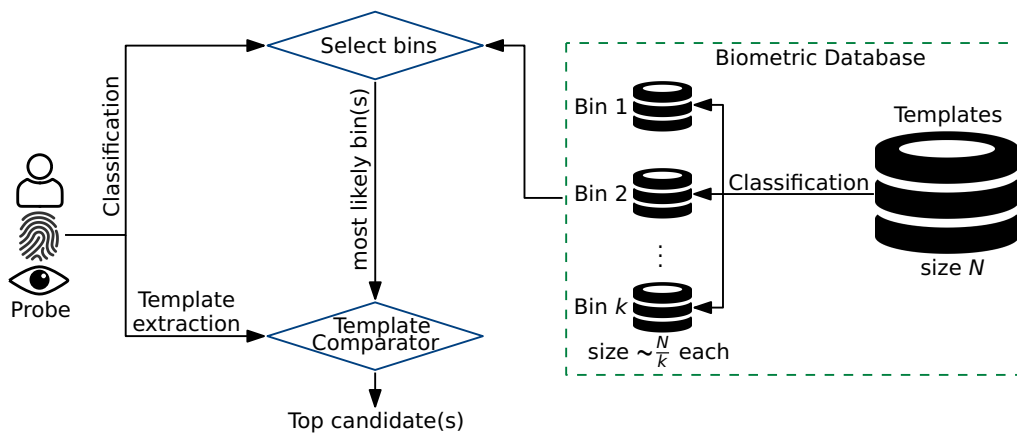 Select bins
Biometric Database
Bin 1
Templates
Classification
most likely bin(s)
Bin 2
Classification
⋮
size N
Probe
Template
extraction
Template
Comparator
Bin k
size ~N/k each
Top candidate(s)